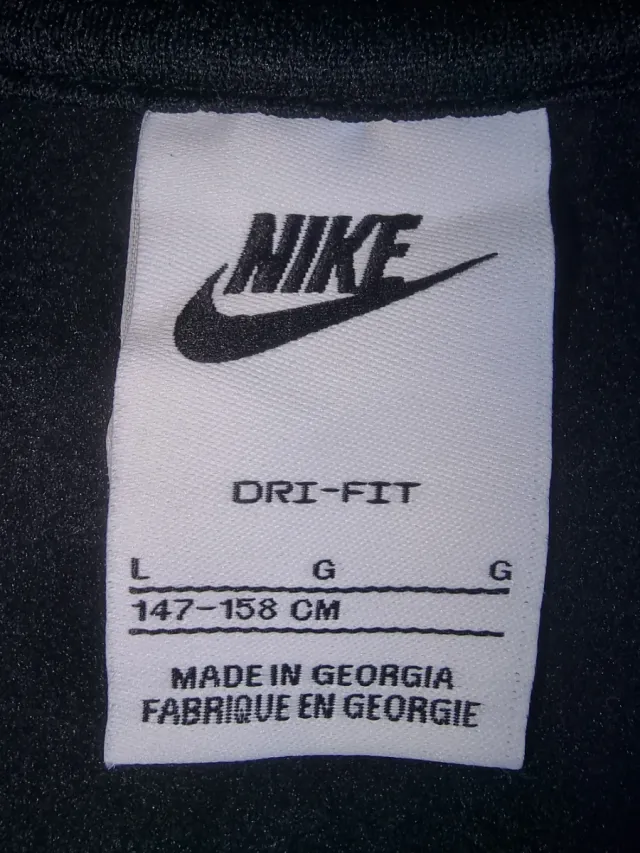 NIKE
DRI-FIT
L G G
147-158 CM
MADE IN GEORGIA
FABRIQUE EN GEORGIE